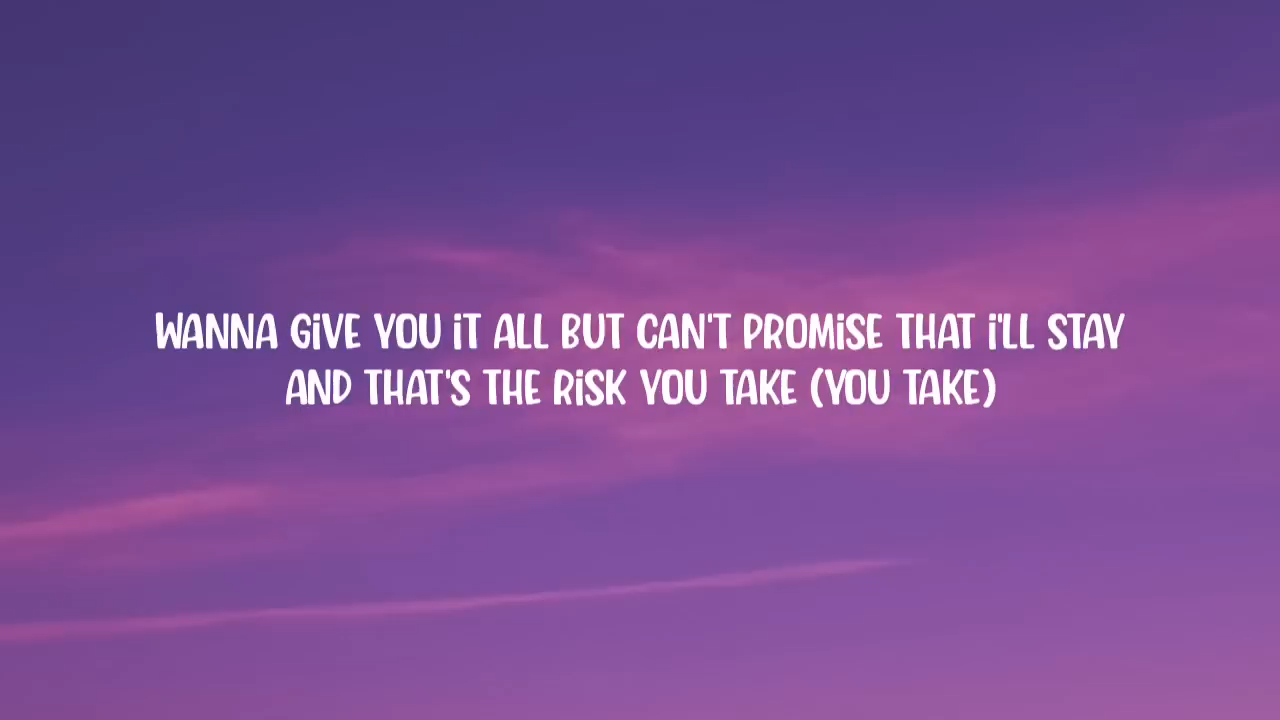 WANNA GiVE YOU iT ALL BUT CAN'T PROMiSE THAT i'LL STAY
AND THAT'S THE RiSK YOU TAKE (YOU TAKE)